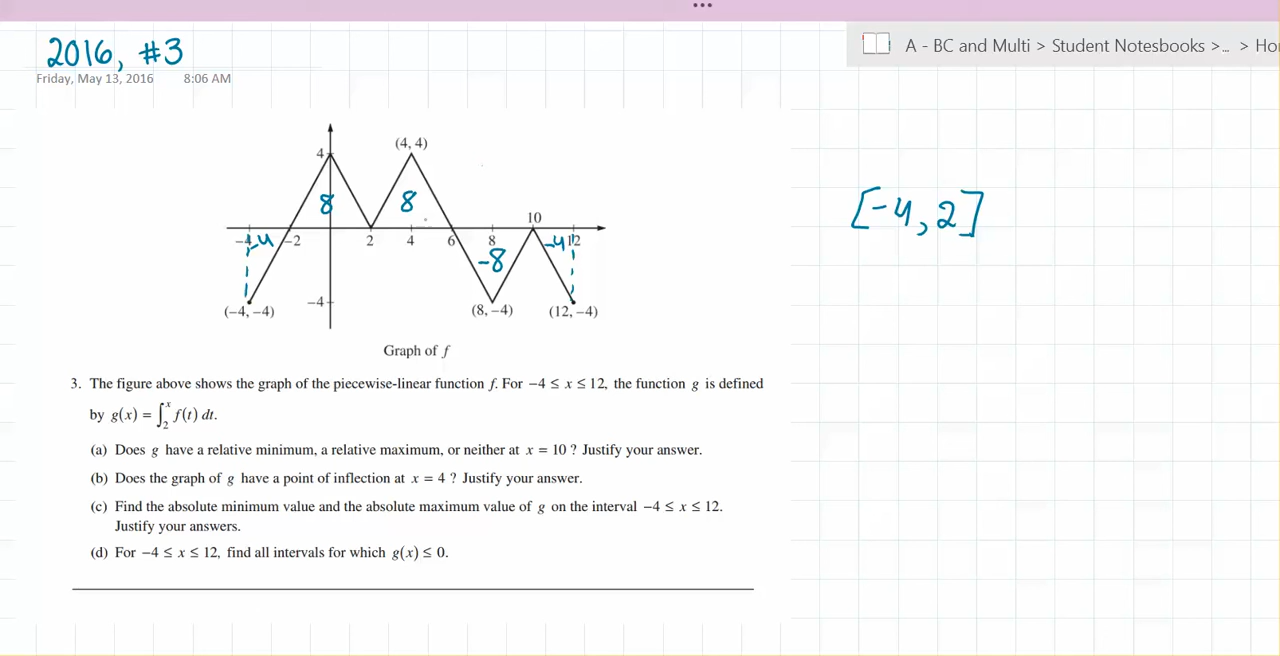 2016, #3
Friday, May 13, 2016 8:06 AM
A - BC and Multi > Student Notesbooks >... > Ho
(4, 4)
4
8
8
[-4, 2]
10
-4
-4
-2
2
4
6
8
-4
12
-8
-4
(-4, -4)
(8, -4)
(12, -4)
Graph of f
3. The figure above shows the graph of the piecewise-linear function f. For −4 ≤ x ≤ 12, the function g is defined
by g(x) = ∫₂ˣ f(t) dt.
(a) Does g have a relative minimum, a relative maximum, or neither at x = 10 ? Justify your answer.
(b) Does the graph of g have a point of inflection at x = 4 ? Justify your answer.
(c) Find the absolute minimum value and the absolute maximum value of g on the interval −4 ≤ x ≤ 12.
Justify your answers.
(d) For −4 ≤ x ≤ 12, find all intervals for which g(x) ≤ 0.